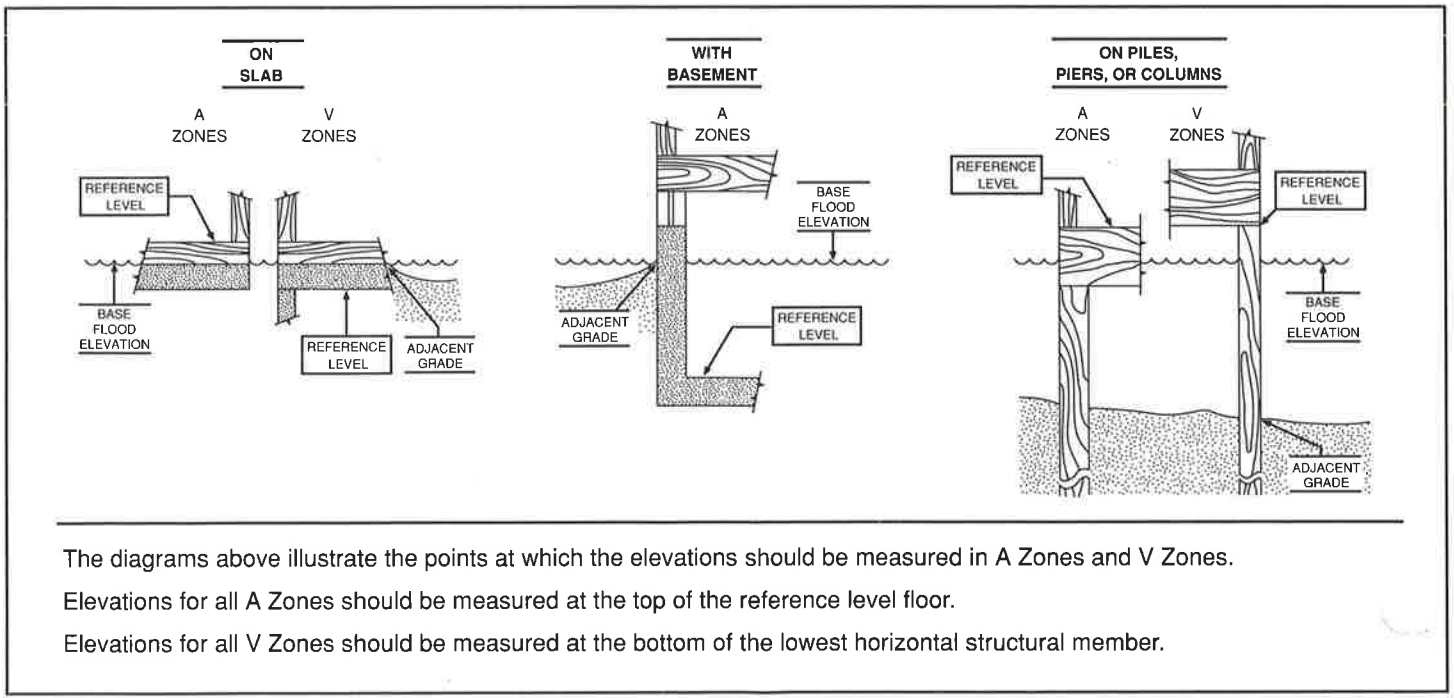 ON
SLAB
A
ZONES
V
ZONES
REFERENCE
LEVEL
BASE
FLOOD
ELEVATION
REFERENCE
LEVEL
ADJACENT
GRADE
WITH
BASEMENT
A
ZONES
BASE
FLOOD
ELEVATION
ADJACENT
GRADE
REFERENCE
LEVEL
ON PILES,
PIERS, OR COLUMNS
A
ZONES
V
ZONES
REFERENCE
LEVEL
REFERENCE
LEVEL
BASE
FLOOD
ELEVATION
ADJACENT
GRADE
The diagrams above illustrate the points at which the elevations should be measured in A Zones and V Zones.
Elevations for all A Zones should be measured at the top of the reference level floor.
Elevations for all V Zones should be measured at the bottom of the lowest horizontal structural member.